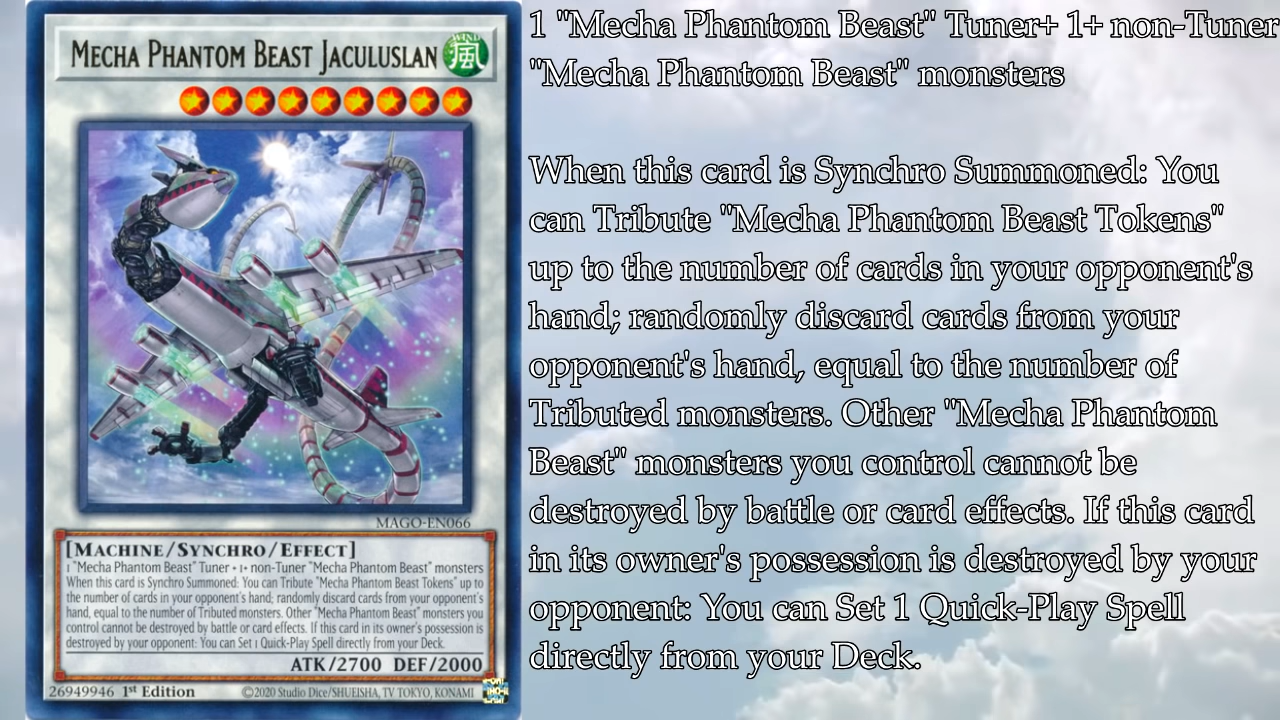 MECHA PHANTOM BEAST JACULUSLAN
WIND
風
MAGO-EN066
[MACHINE/SYNCHRO/EFFECT]
1 "Mecha Phantom Beast" Tuner + 1+ non-Tuner "Mecha Phantom Beast" monsters
When this card is Synchro Summoned: You can Tribute "Mecha Phantom Beast Tokens" up to
the number of cards in your opponent's hand; randomly discard cards from your opponent's
hand, equal to the number of Tributed monsters. Other "Mecha Phantom Beast" monsters you
control cannot be destroyed by battle or card effects. If this card in its owner's possession is
destroyed by your opponent: You can Set 1 Quick-Play Spell directly from your Deck.
ATK/2700 DEF/2000
26949946 1st Edition ©2020 Studio Dice/SHUEISHA, TV TOKYO, KONAMI
1 "Mecha Phantom Beast" Tuner+ 1+ non-Tuner
"Mecha Phantom Beast" monsters
When this card is Synchro Summoned: You
can Tribute "Mecha Phantom Beast Tokens"
up to the number of cards in your opponent's
hand; randomly discard cards from your
opponent's hand, equal to the number of
Tributed monsters. Other "Mecha Phantom
Beast" monsters you control cannot be
destroyed by battle or card effects. If this card
in its owner's possession is destroyed by your
opponent: You can Set 1 Quick-Play Spell
directly from your Deck.